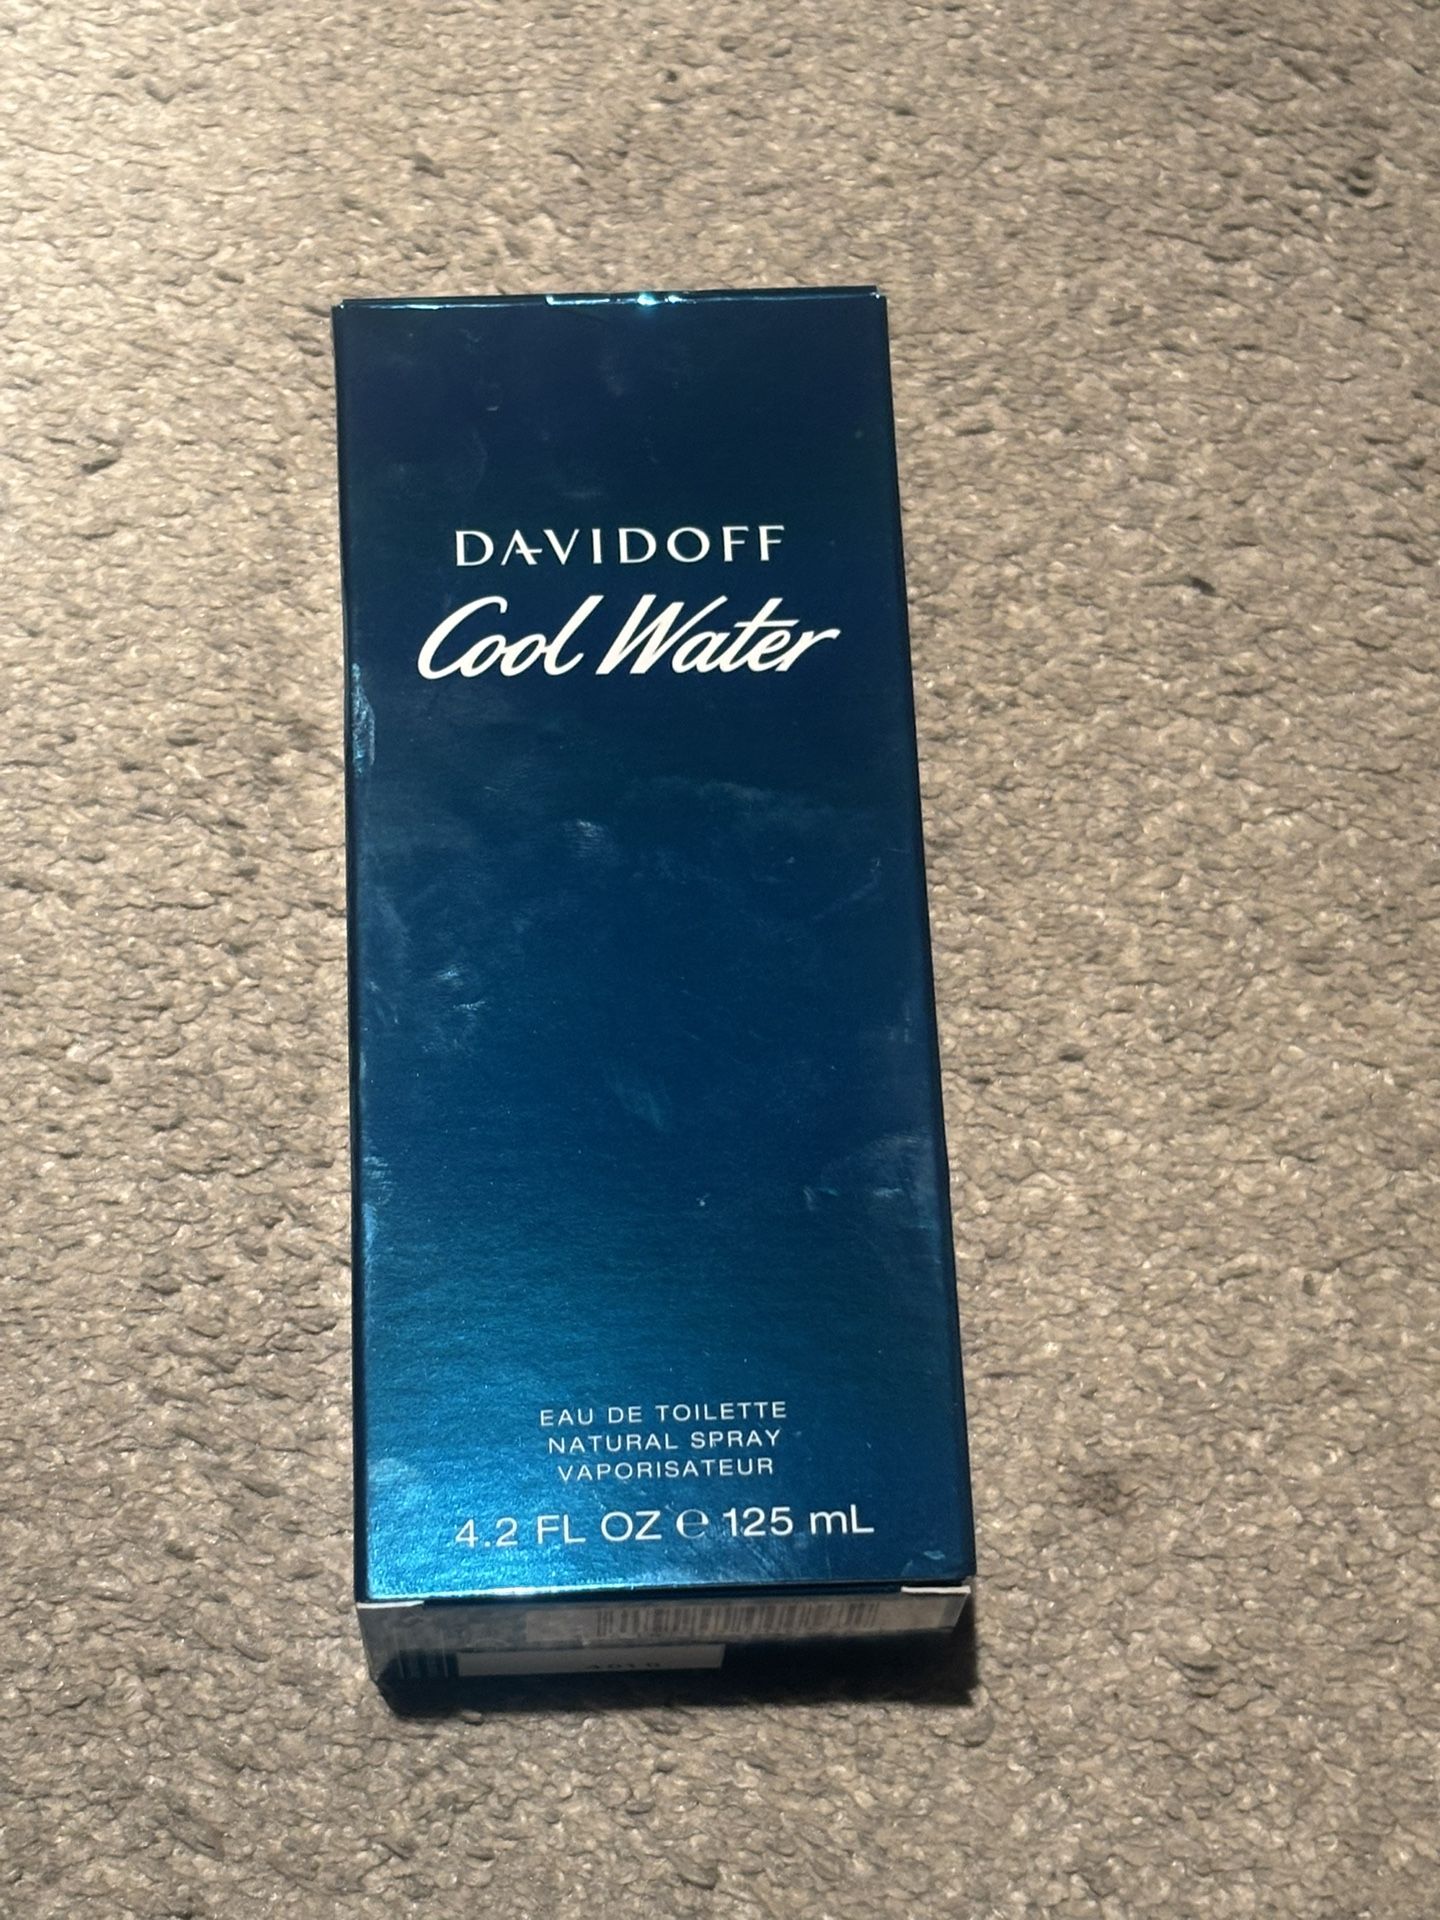 DAVIDOFF
Cool Water
EAU DE TOILETTE
NATURAL SPRAY
VAPORISATEUR
4.2 FL OZ ℮ 125 mL